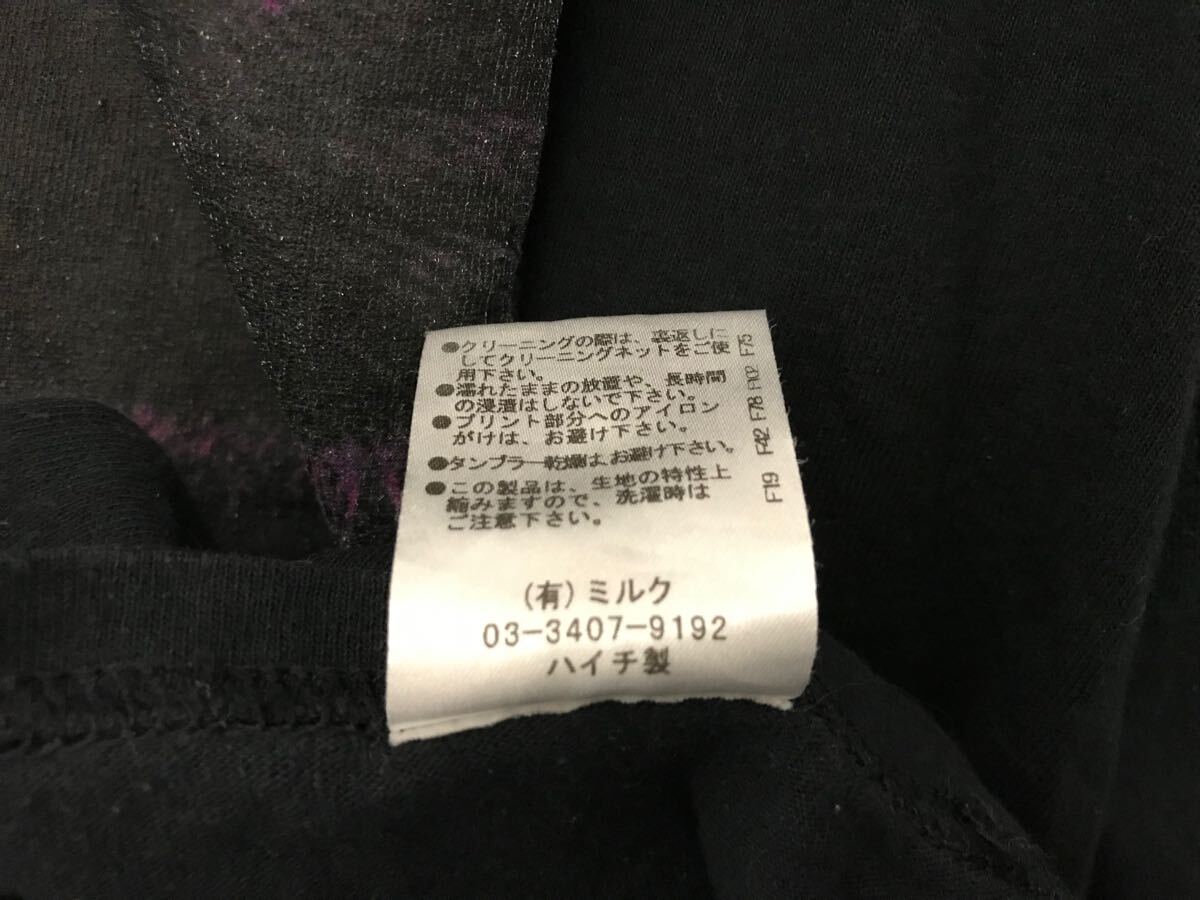 ●クリーニングの際は、裏返しに
してクリーニングネットをご使
用下さい。
●濡れたままの放置や、長時間
の浸漬はしないで下さい。
●プリント部分へのアイロン
がけは、お避け下さい。
●タンブラー乾燥は、お避け下さい。
●この製品は、生地の特性上
縮みますので、洗濯時は
ご注意下さい。
F19 F42 F78 F75
(有)ミルク
03-3407-9192
ハイチ製